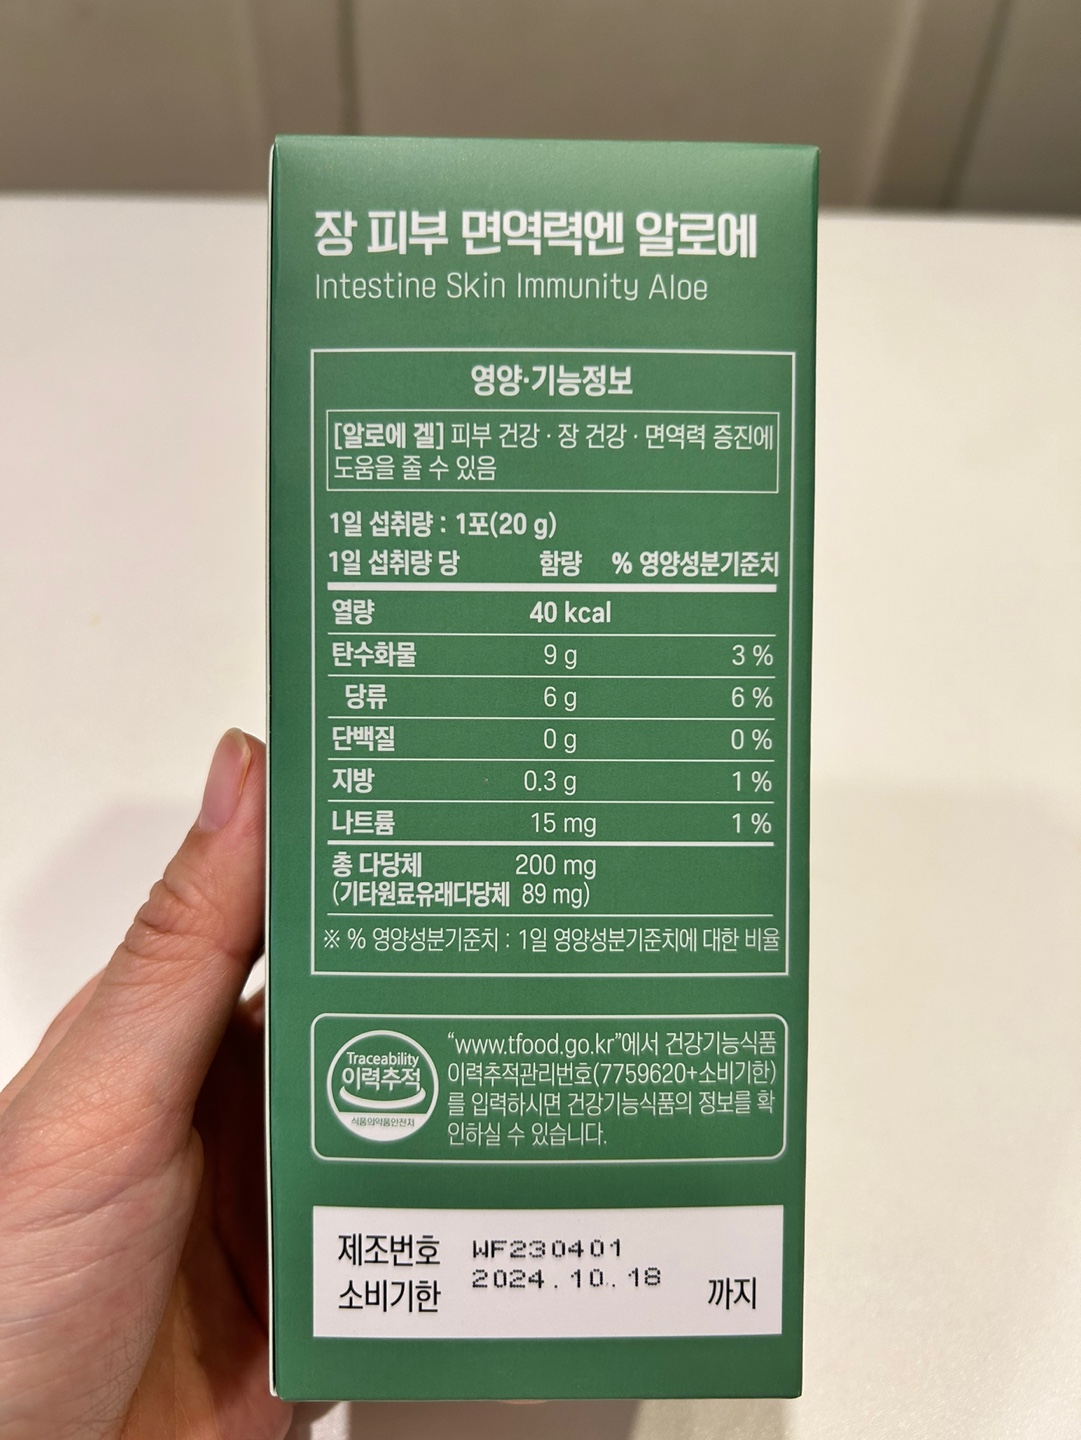 장 피부 면역력엔 알로에
Intestine Skin Immunity Aloe
영양·기능정보
[알로에 겔] 피부 건강 · 장 건강 · 면역력 증진에
도움을 줄 수 있음
1일 섭취량 : 1포(20 g)
1일 섭취량 당 함량 % 영양성분기준치
열량 40 kcal
탄수화물 9 g 3 %
당류 6 g 6 %
단백질 0 g 0 %
지방 0.3 g 1 %
나트륨 15 mg 1 %
총 다당체 200 mg
(기타원료유래다당체 89 mg)
※ % 영양성분기준치 : 1일 영양성분기준치에 대한 비율
Traceability
이력추적
식품의약품안전처
“www.tfood.go.kr”에서 건강기능식품
이력추적관리번호(7759620+소비기한)
를 입력하시면 건강기능식품의 정보를 확
인하실 수 있습니다.
제조번호 WF230401
소비기한 2024.10.18 까지